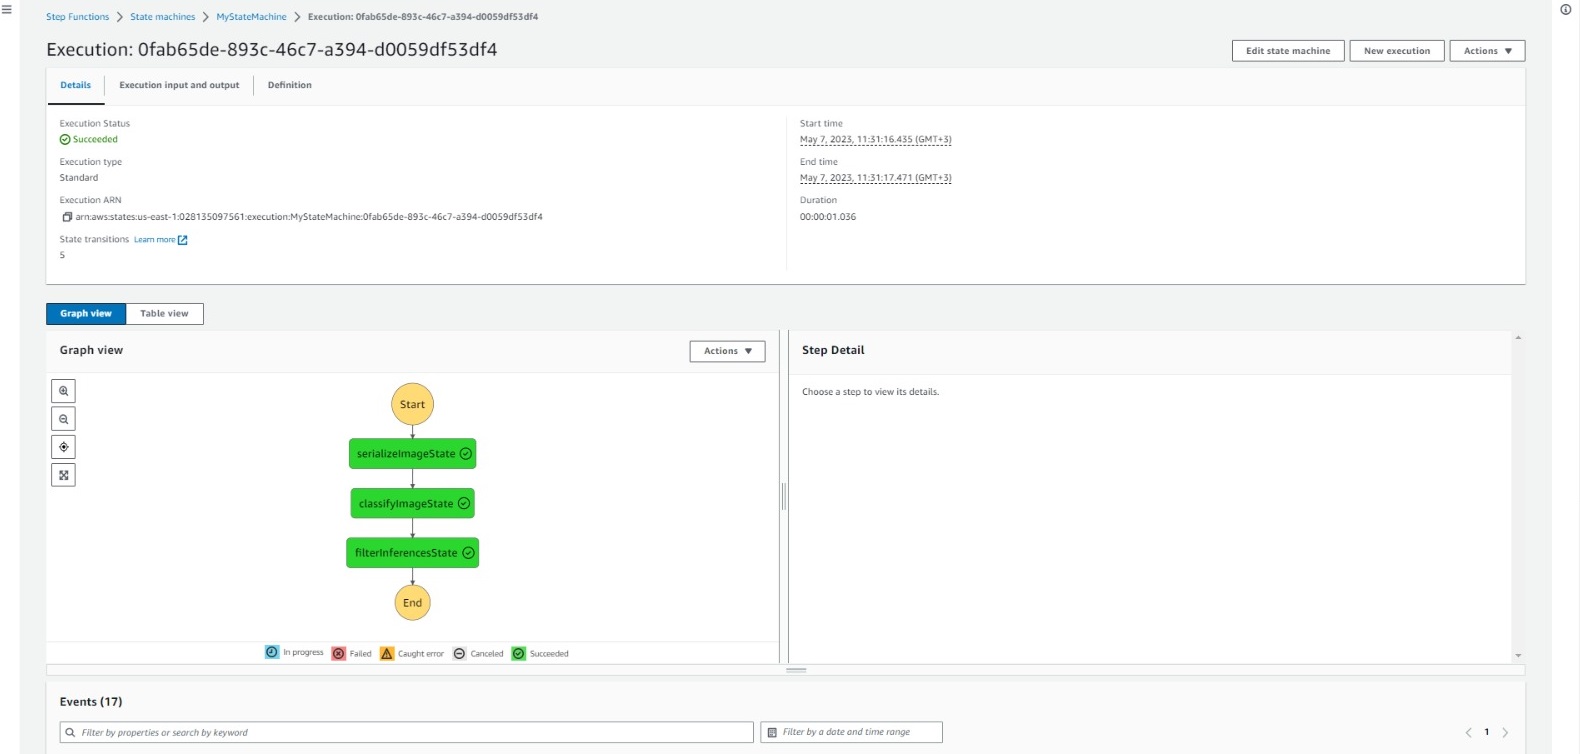 Step Functions > State machines > MyStateMachine > Execution: 0fab65de-893c-46c7-a394-d0059df53df4
Execution: 0fab65de-893c-46c7-a394-d0059df53df4
Edit state machine
New execution
Actions
Details
Execution input and output
Definition
Execution Status
Succeeded
Execution type
Standard
Execution ARN
arn:aws:states:us-east-1:028135097561:execution:MyStateMachine:0fab65de-893c-46c7-a394-d0059df53df4
State transitions Learn more
5
Start time
May 7, 2023, 11:31:16.435 (GMT+3)
End time
May 7, 2023, 11:31:17.471 (GMT+3)
Duration
00:00:01.036
Graph view
Table view
Graph view
Actions
Start
serializeImageState
classifyImageState
filterInferencesState
End
In progress
Failed
Caught error
Canceled
Succeeded
Step Detail
Choose a step to view its details.
Events (17)
Filter by properties or search by keyword
Filter by a date and time range
1